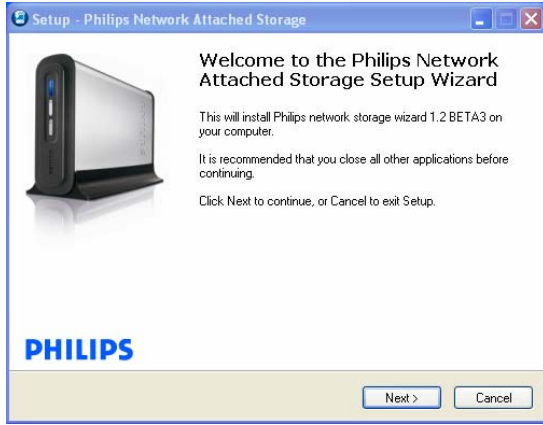 Setup - Philips Network Attached Storage
Welcome to the Philips Network
Attached Storage Setup Wizard
This will install Philips network storage wizard 1.2 BETA3 on
your computer.
It is recommended that you close all other applications before
continuing.
Click Next to continue, or Cancel to exit Setup.
PHILIPS
Next >
Cancel